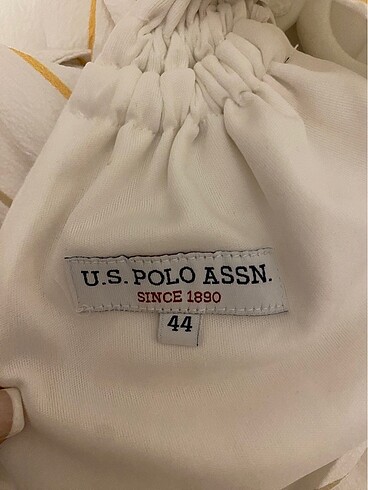 U.S. POLO ASSN.
SINCE 1890
44